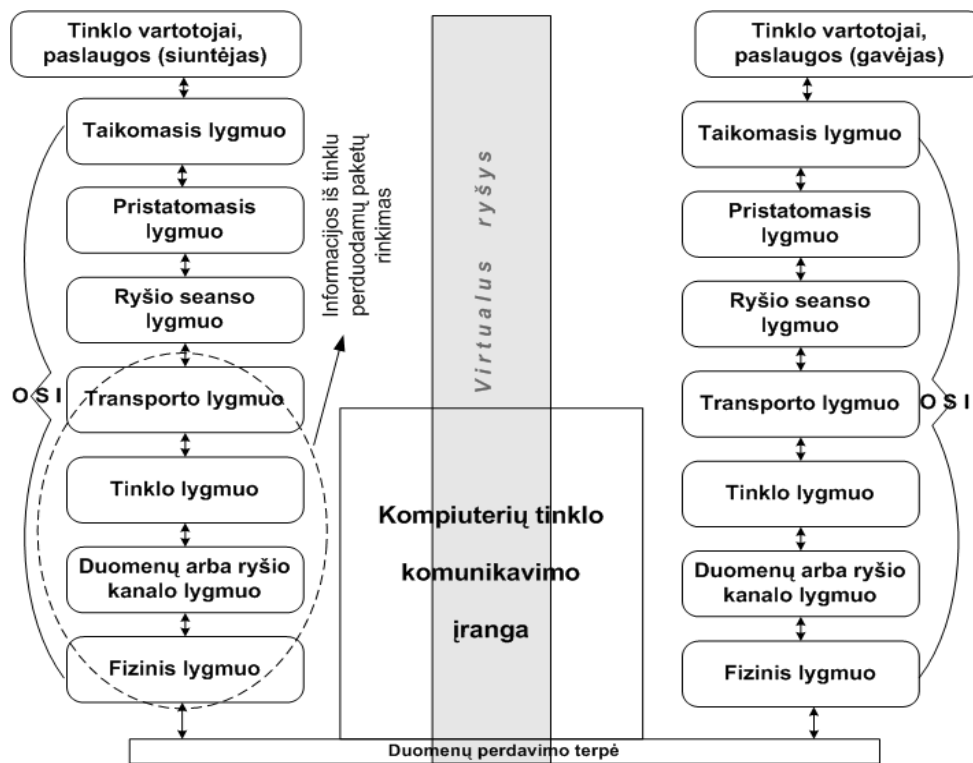 Tinklo vartotojai,
paslaugos (siuntėjas)
Taikomasis lygmuo
Pristatomasis
lygmuo
Ryšio seanso
lygmuo
Transporto lygmuo
Tinklo lygmuo
Duomenų arba ryšio
kanalo lygmuo
Fizinis lygmuo
O S I
Informacijos iš tinklu
perduodamų paketų
rinkimas
Virtualus ryšys
Kompiuterių tinklo
komunikavimo
įranga
Tinklo vartotojai,
paslaugos (gavėjas)
Taikomasis lygmuo
Pristatomasis
lygmuo
Ryšio seanso
lygmuo
Transporto lygmuo
Tinklo lygmuo
Duomenų arba ryšio
kanalo lygmuo
Fizinis lygmuo
O S I
Duomenų perdavimo terpė